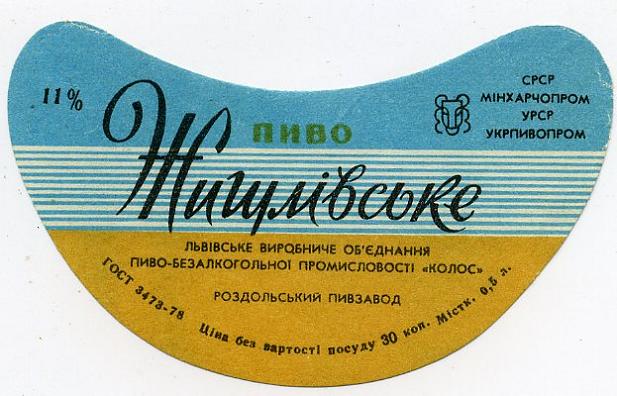 11%
СРСР
МІНХАРЧОПРОМ
УРСР
УКРПИВОПРОМ
ПИВО
Жигулівське
ЛЬВІВСЬКЕ ВИРОБНИЧЕ ОБ'ЄДНАННЯ
ПИВО-БЕЗАЛКОГОЛЬНОЇ ПРОМИСЛОВОСТІ «КОЛОС»
РОЗДОЛЬСЬКИЙ ПИВЗАВОД
ГОСТ 3473-78 Ціна без вартості посуду 30 коп. Містк. 0,5 л.